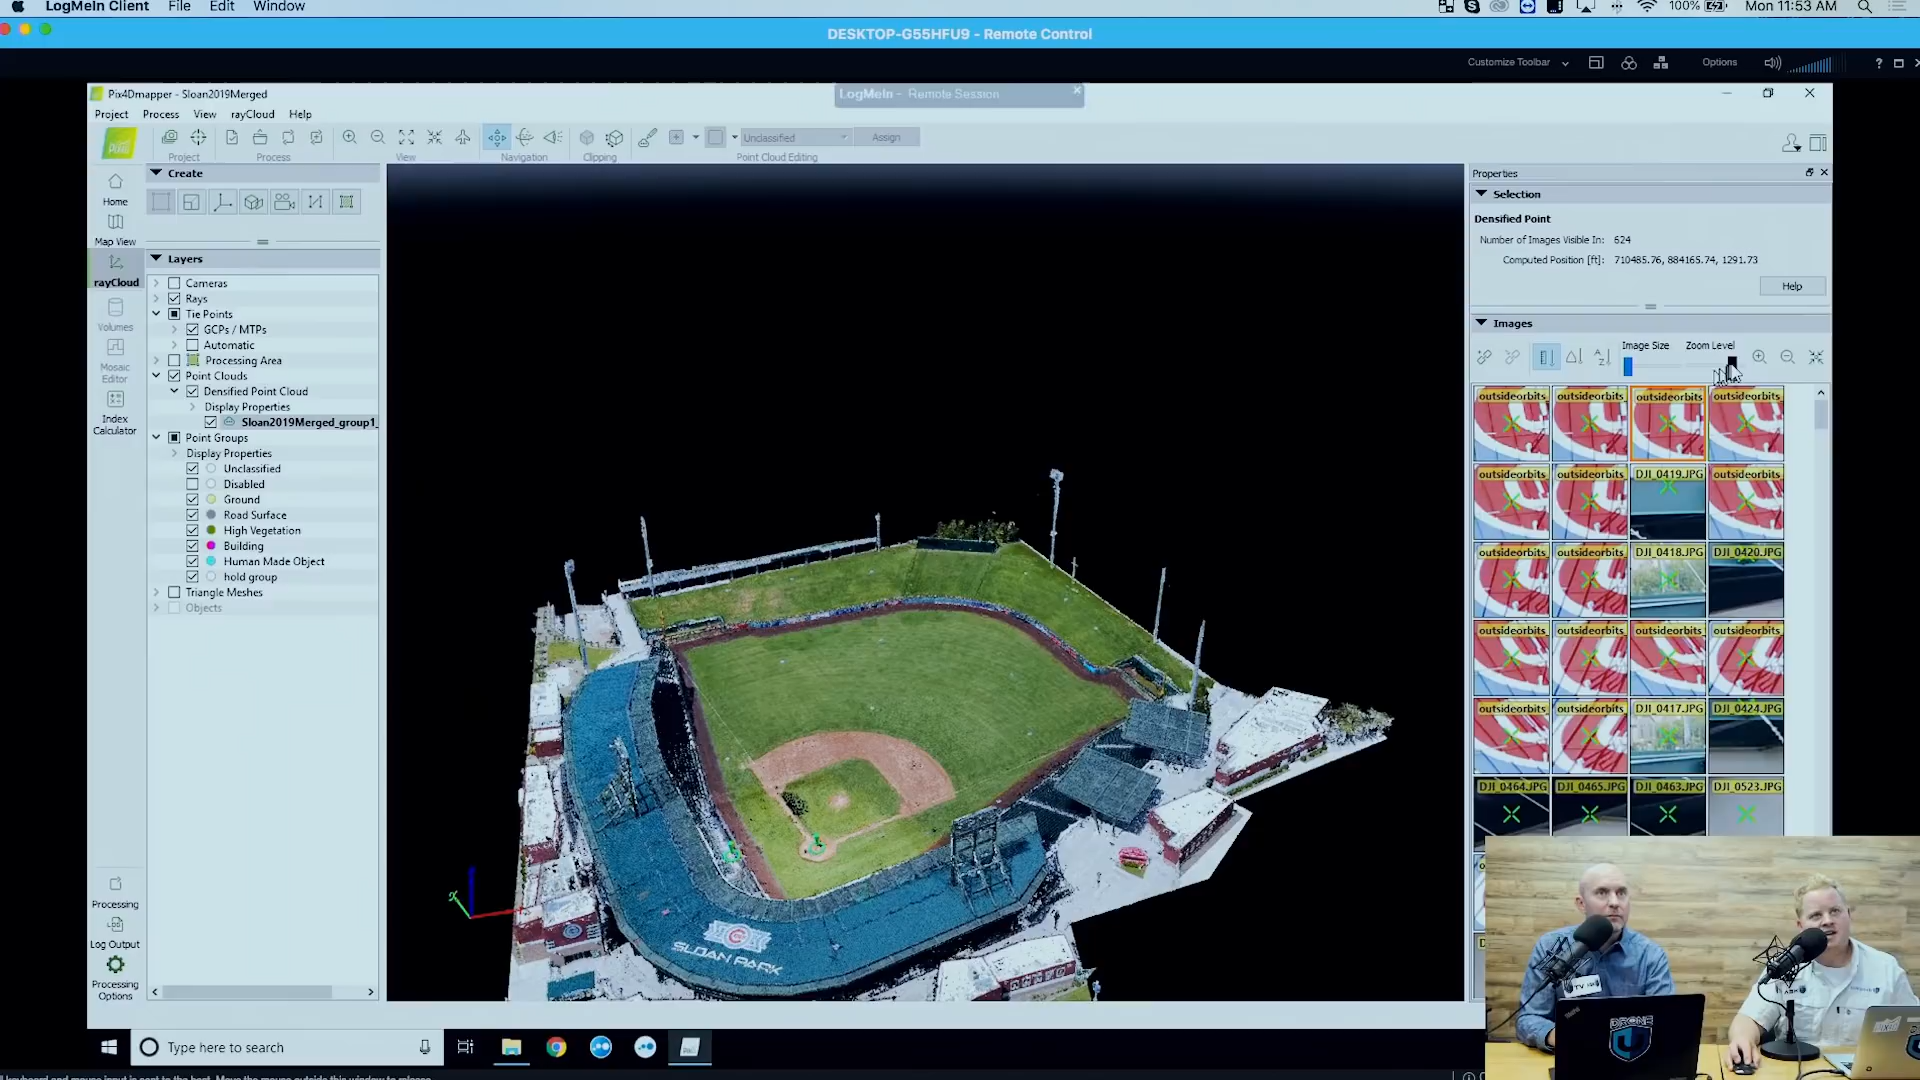 LogMeIn Client File Edit Window
100% Mon 11:53 AM
DESKTOP-G55HFU9 - Remote Control
Customize Toolbar Options
Pix4Dmapper - Sloan2019Merged
LogMeIn - Remote Session
Project Process View rayCloud Help
Unclassified Assign
Project Process View Navigation Clipping Point Cloud Editing
Home
Map View
rayCloud
Volumes
Mosaic
Editor
Index
Calculator
Processing
Log Output
Processing
Options
Create
Layers
Cameras
Rays
Tie Points
GCPs / MTPs
Automatic
Processing Area
Point Clouds
Densified Point Cloud
Display Properties
Sloan2019Merged_group1_
Point Groups
Display Properties
Unclassified
Disabled
Ground
Road Surface
High Vegetation
Building
Human Made Object
hold group
Triangle Meshes
Objects
SLOAN PARK
Properties
Selection
Densified Point
Number of Images Visible In: 624
Computed Position [ft]: 710485.76, 884165.74, 1291.73
Help
Images
Image Size Zoom Level
outsideorbits outsideorbits outsideorbits outsideorbits
outsideorbits outsideorbits DJI_0419.JPG outsideorbits
outsideorbits outsideorbits DJI_0418.JPG DJI_0420.JPG
outsideorbits outsideorbits outsideorbits outsideorbits
outsideorbits outsideorbits DJI_0417.JPG DJI_0424.JPG
DJI_0464.JPG DJI_0465.JPG DJI_0463.JPG DJI_0523.JPG
DRONE
Type here to search